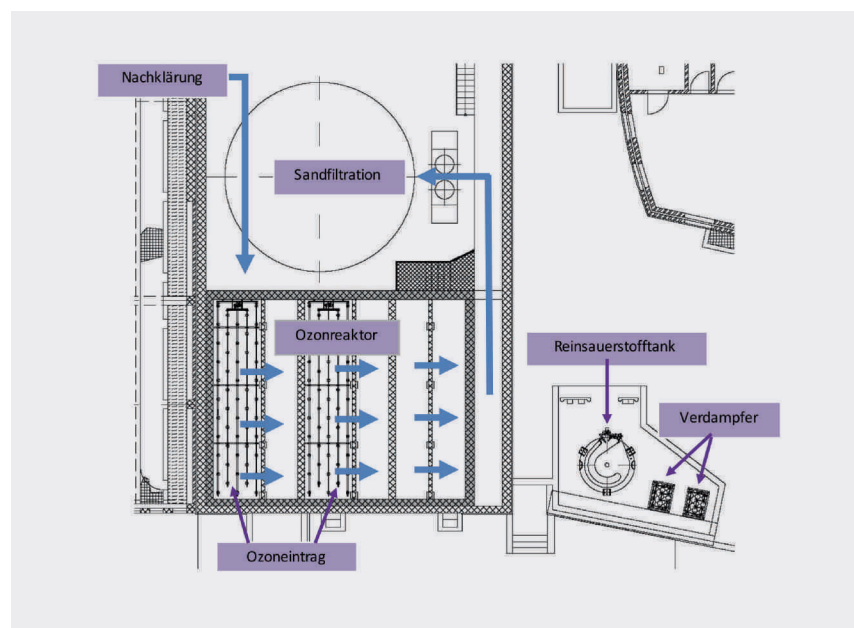 Nachklärung
Sandfiltration
Ozonreaktor
Reinsauerstofftank
Verdampfer
Ozoneintrag